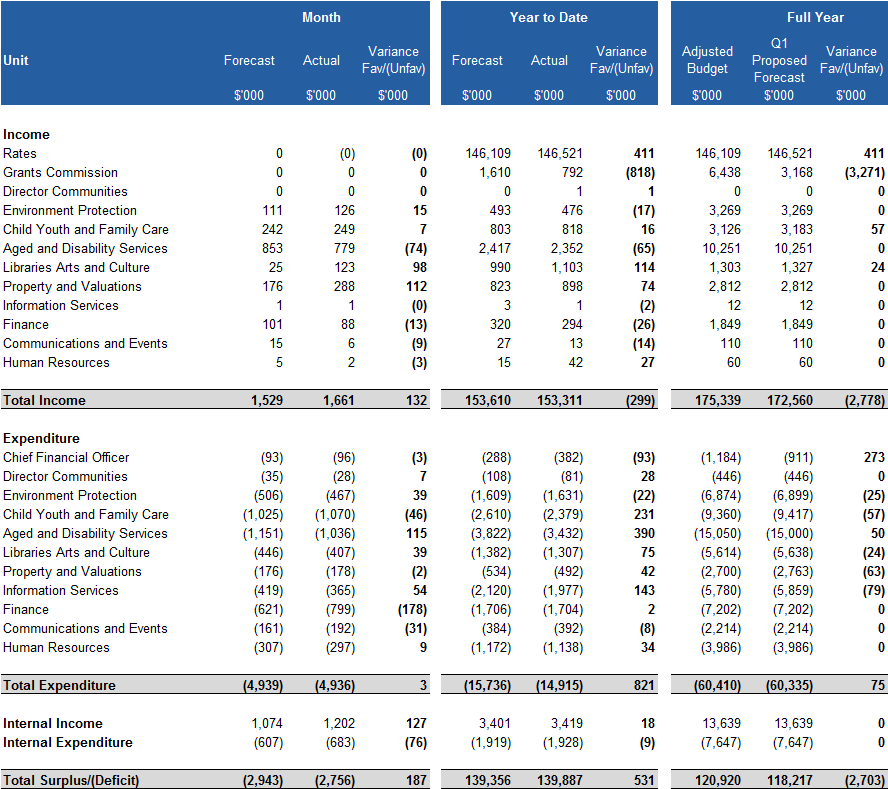 Month Year to Date Full Year
Unit Forecast Actual Variance Fav/(Unfav) Forecast Actual Variance Fav/(Unfav) Adjusted Budget Q1 Proposed Forecast Variance Fav/(Unfav)
$'000 $'000 $'000 $'000 $'000 $'000 $'000 $'000 $'000
Income
Rates 0 (0) (0) 146,109 146,521 411 146,109 146,521 411
Grants Commission 0 0 0 1,610 792 (818) 6,438 3,168 (3,271)
Director Communities 0 0 0 0 1 1 0 0 0
Environment Protection 111 126 15 493 476 (17) 3,269 3,269 0
Child Youth and Family Care 242 249 7 803 818 16 3,126 3,183 57
Aged and Disability Services 853 779 (74) 2,417 2,352 (65) 10,251 10,251 0
Libraries Arts and Culture 25 123 98 990 1,103 114 1,303 1,327 24
Property and Valuations 176 288 112 823 898 74 2,812 2,812 0
Information Services 1 1 (0) 3 1 (2) 12 12 0
Finance 101 88 (13) 320 294 (26) 1,849 1,849 0
Communications and Events 15 6 (9) 27 13 (14) 110 110 0
Human Resources 5 2 (3) 15 42 27 60 60 0
Total Income 1,529 1,661 132 153,610 153,311 (299) 175,339 172,560 (2,778)
Expenditure
Chief Financial Officer (93) (96) (3) (288) (382) (93) (1,184) (911) 273
Director Communities (35) (28) 7 (108) (81) 28 (446) (446) 0
Environment Protection (506) (467) 39 (1,609) (1,631) (22) (6,874) (6,899) (25)
Child Youth and Family Care (1,025) (1,070) (46) (2,610) (2,379) 231 (9,360) (9,417) (57)
Aged and Disability Services (1,151) (1,036) 115 (3,822) (3,432) 390 (15,050) (15,000) 50
Libraries Arts and Culture (446) (407) 39 (1,382) (1,307) 75 (5,614) (5,638) (24)
Property and Valuations (176) (178) (2) (534) (492) 42 (2,700) (2,763) (63)
Information Services (419) (365) 54 (2,120) (1,977) 143 (5,780) (5,859) (79)
Finance (621) (799) (178) (1,706) (1,704) 2 (7,202) (7,202) 0
Communications and Events (161) (192) (31) (384) (392) (8) (2,214) (2,214) 0
Human Resources (307) (297) 9 (1,172) (1,138) 34 (3,986) (3,986) 0
Total Expenditure (4,939) (4,936) 3 (15,736) (14,915) 821 (60,410) (60,335) 75
Internal Income 1,074 1,202 127 3,401 3,419 18 13,639 13,639 0
Internal Expenditure (607) (683) (76) (1,919) (1,928) (9) (7,647) (7,647) 0
Total Surplus/(Deficit) (2,943) (2,756) 187 139,356 139,887 531 120,920 118,217 (2,703)